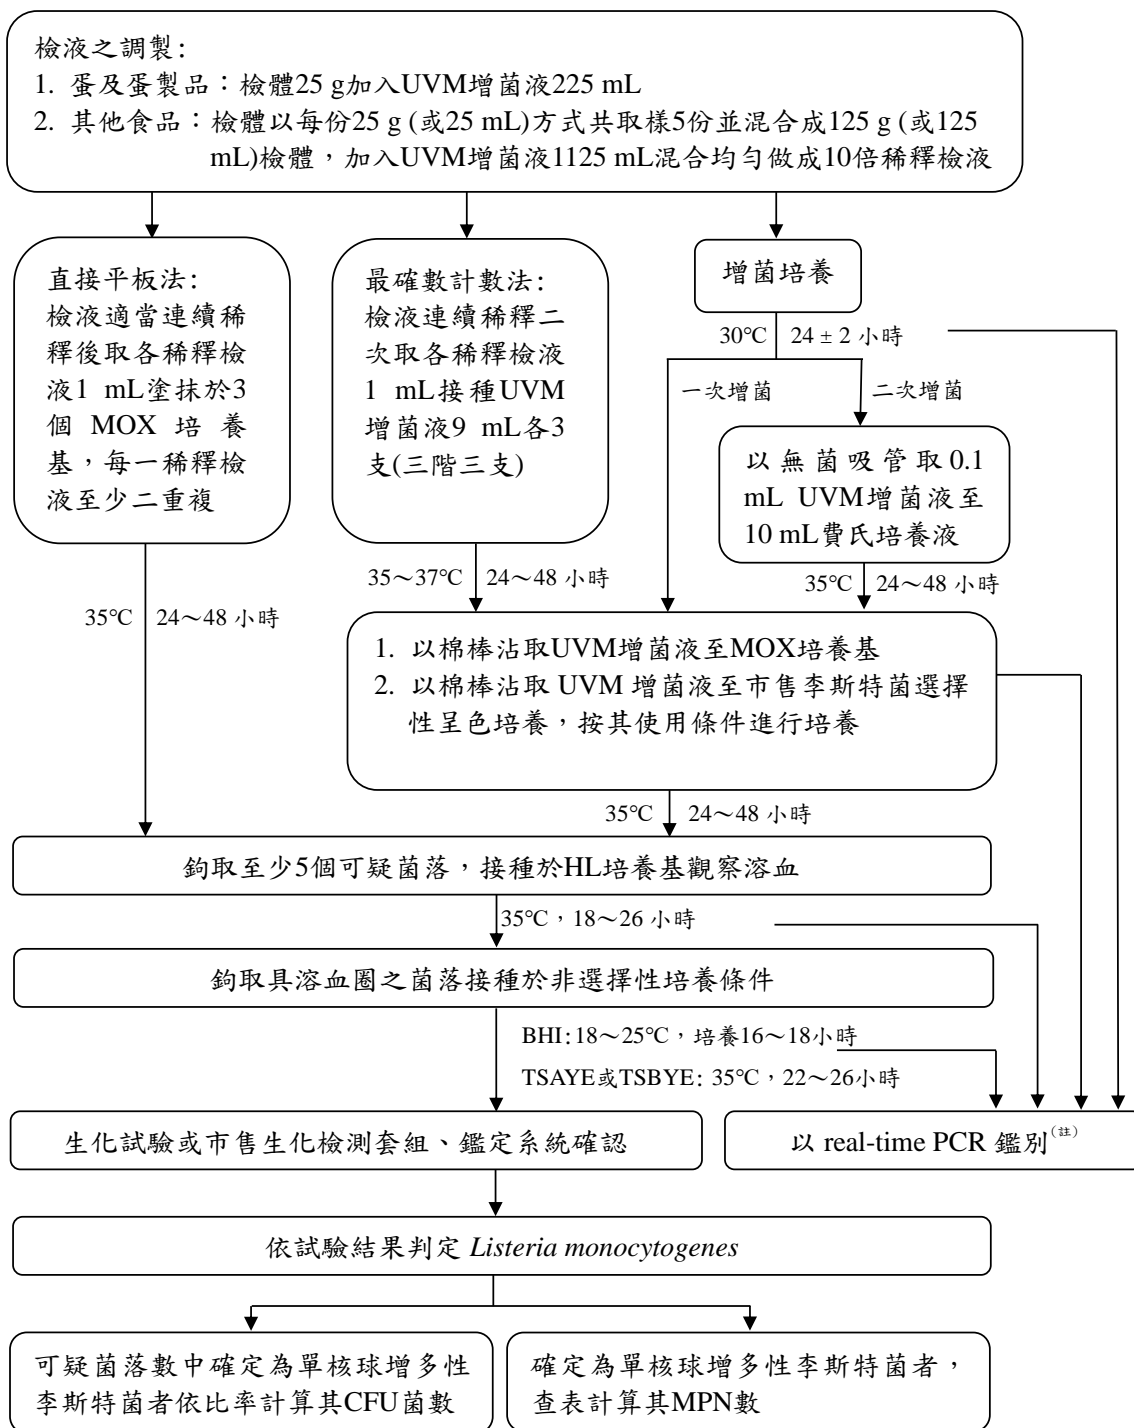 檢液之調製:
1. 蛋及蛋製品：檢體25 g加入UVM增菌液225 mL
2. 其他食品：檢體以每份25 g (或25 mL)方式共取樣5份並混合成125 g (或125
mL)檢體，加入UVM增菌液1125 mL混合均勻做成10倍稀釋檢液
直接平板法:
檢液適當連續稀
釋後取各稀釋檢
液1 mL塗抹於3
個 MOX 培養
基，每一稀釋檢
液至少二重複
最確數計數法:
檢液連續稀釋二
次取各稀釋檢液
1 mL接種UVM
增菌液9 mL各3
支(三階三支)
增菌培養
30℃ 24 ± 2 小時
一次增菌 二次增菌
以無菌吸管取0.1
mL UVM增菌液至
10 mL費氏培養液
35～37℃ 24～48 小時
35℃ 24～48 小時
35℃ 24～48 小時
1. 以棉棒沾取UVM增菌液至MOX培養基
2. 以棉棒沾取 UVM 增菌液至市售李斯特菌選擇
性呈色培養，按其使用條件進行培養
35℃ 24～48 小時
鉤取至少5個可疑菌落，接種於HL培養基觀察溶血
35℃，18～26 小時
鉤取具溶血圈之菌落接種於非選擇性培養條件
BHI:18～25℃，培養16～18小時
TSAYE或TSBYE: 35℃，22～26小時
生化試驗或市售生化檢測套組、鑑定系統確認
以 real-time PCR 鑑別(註)
依試驗結果判定 Listeria monocytogenes
可疑菌落數中確定為單核球增多性
李斯特菌者依比率計算其CFU菌數
確定為單核球增多性李斯特菌者，
查表計算其MPN數